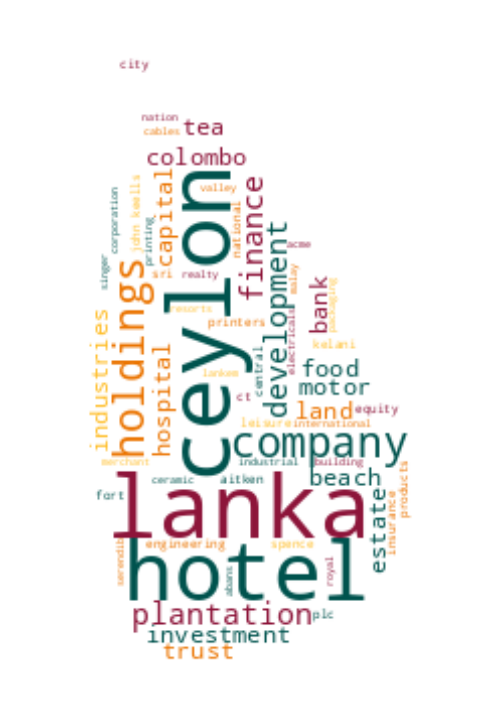 city
nation
cables
tea
colombo
capital
valley
ceylon
finance
national
john keells
corporation
printing
singer
sri
realty
acme
development
malay
electricals
bank
packaging
holdings
resorts
printers
industries
hospital
kelani
central
lankem
food
motor
ct
land
equity
leisure
international
company
merchant
industrial
building
ceramic
aitken
beach
fort
lanka
estate
products
insurance
serendib
engineering
spence
hotel
abans
royal
plantation
plc
investment
trust